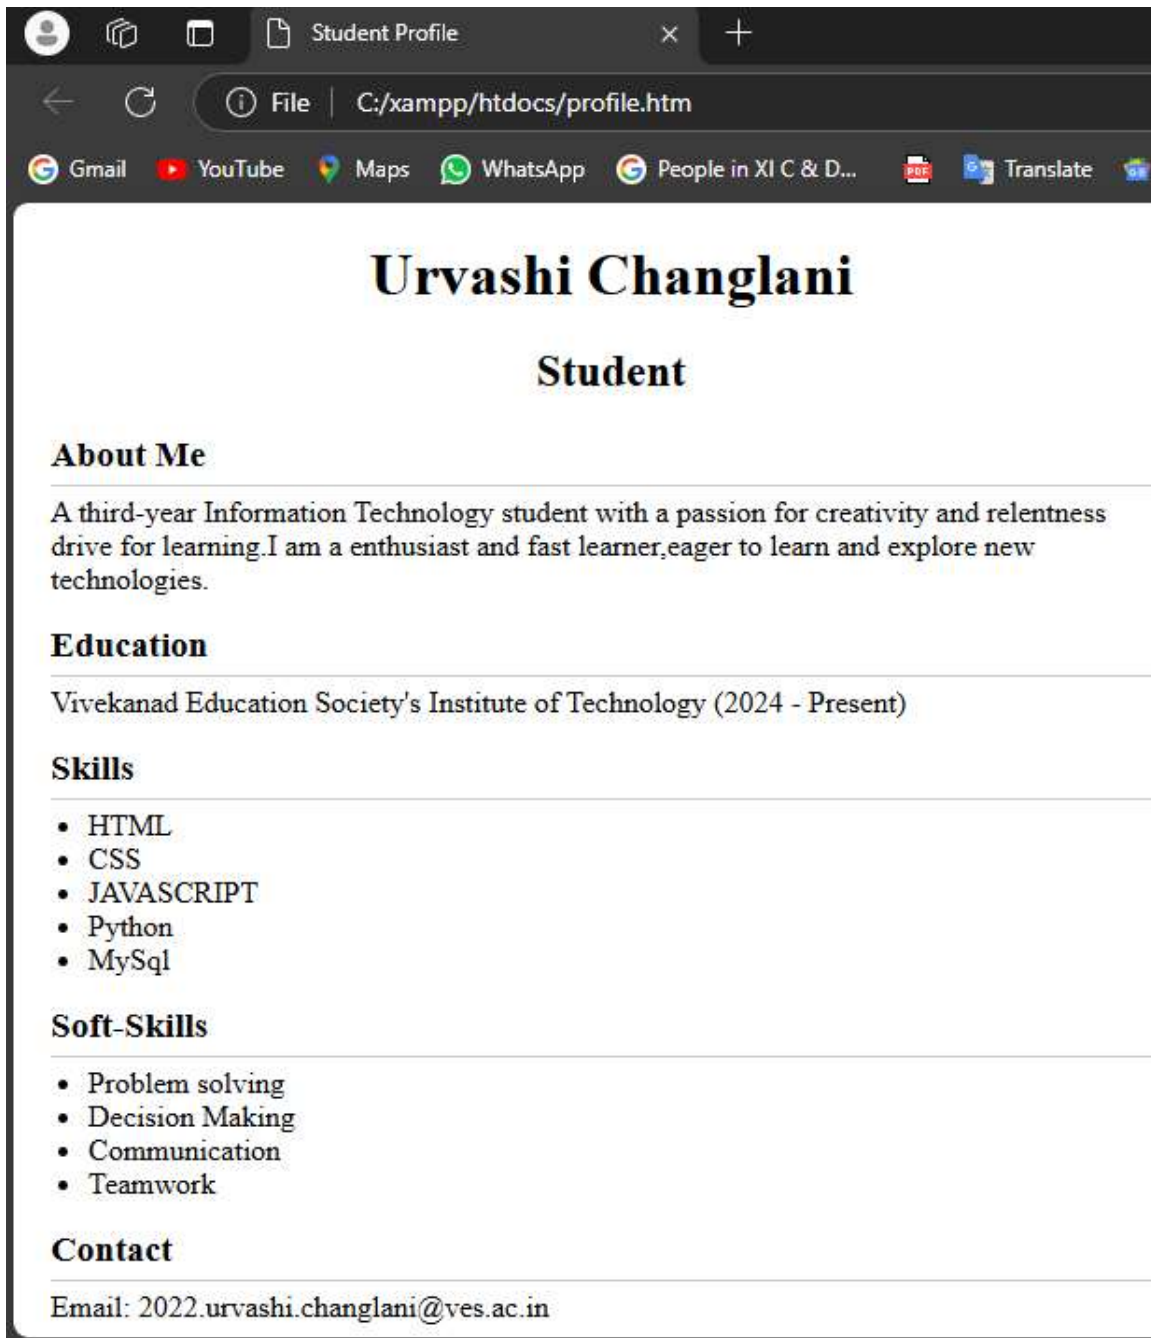 Student Profile
File C:/xampp/htdocs/profile.htm
Gmail YouTube Maps WhatsApp People in XI C & D... PDF Translate
Urvashi Changlani
Student
About Me
A third-year Information Technology student with a passion for creativity and relentness
drive for learning.I am a enthusiast and fast learner,eager to learn and explore new
technologies.
Education
Vivekanad Education Society's Institute of Technology (2024 - Present)
Skills
• HTML
• CSS
• JAVASCRIPT
• Python
• MySql
Soft-Skills
• Problem solving
• Decision Making
• Communication
• Teamwork
Contact
Email: 2022.urvashi.changlani@ves.ac.in